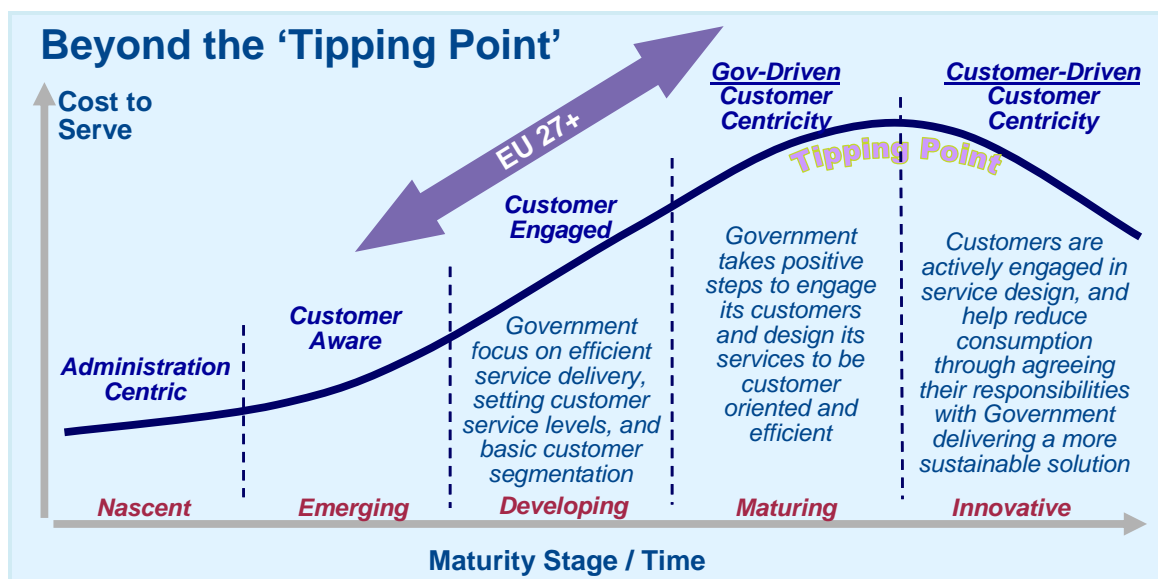 Beyond the ‘Tipping Point’
Cost to
Serve
EU 27+
Gov-Driven
Customer
Centricity
Customer-Driven
Customer
Centricity
Tipping Point
Customer
Engaged
Customer
Aware
Administration
Centric
Government
focus on efficient
service delivery,
setting customer
service levels, and
basic customer
segmentation
Government
takes positive
steps to engage
its customers
and design its
services to be
customer
oriented and
efficient
Customers are
actively engaged in
service design, and
help reduce
consumption
through agreeing
their responsibilities
with Government
delivering a more
sustainable solution
Nascent
Emerging
Developing
Maturing
Innovative
Maturity Stage / Time